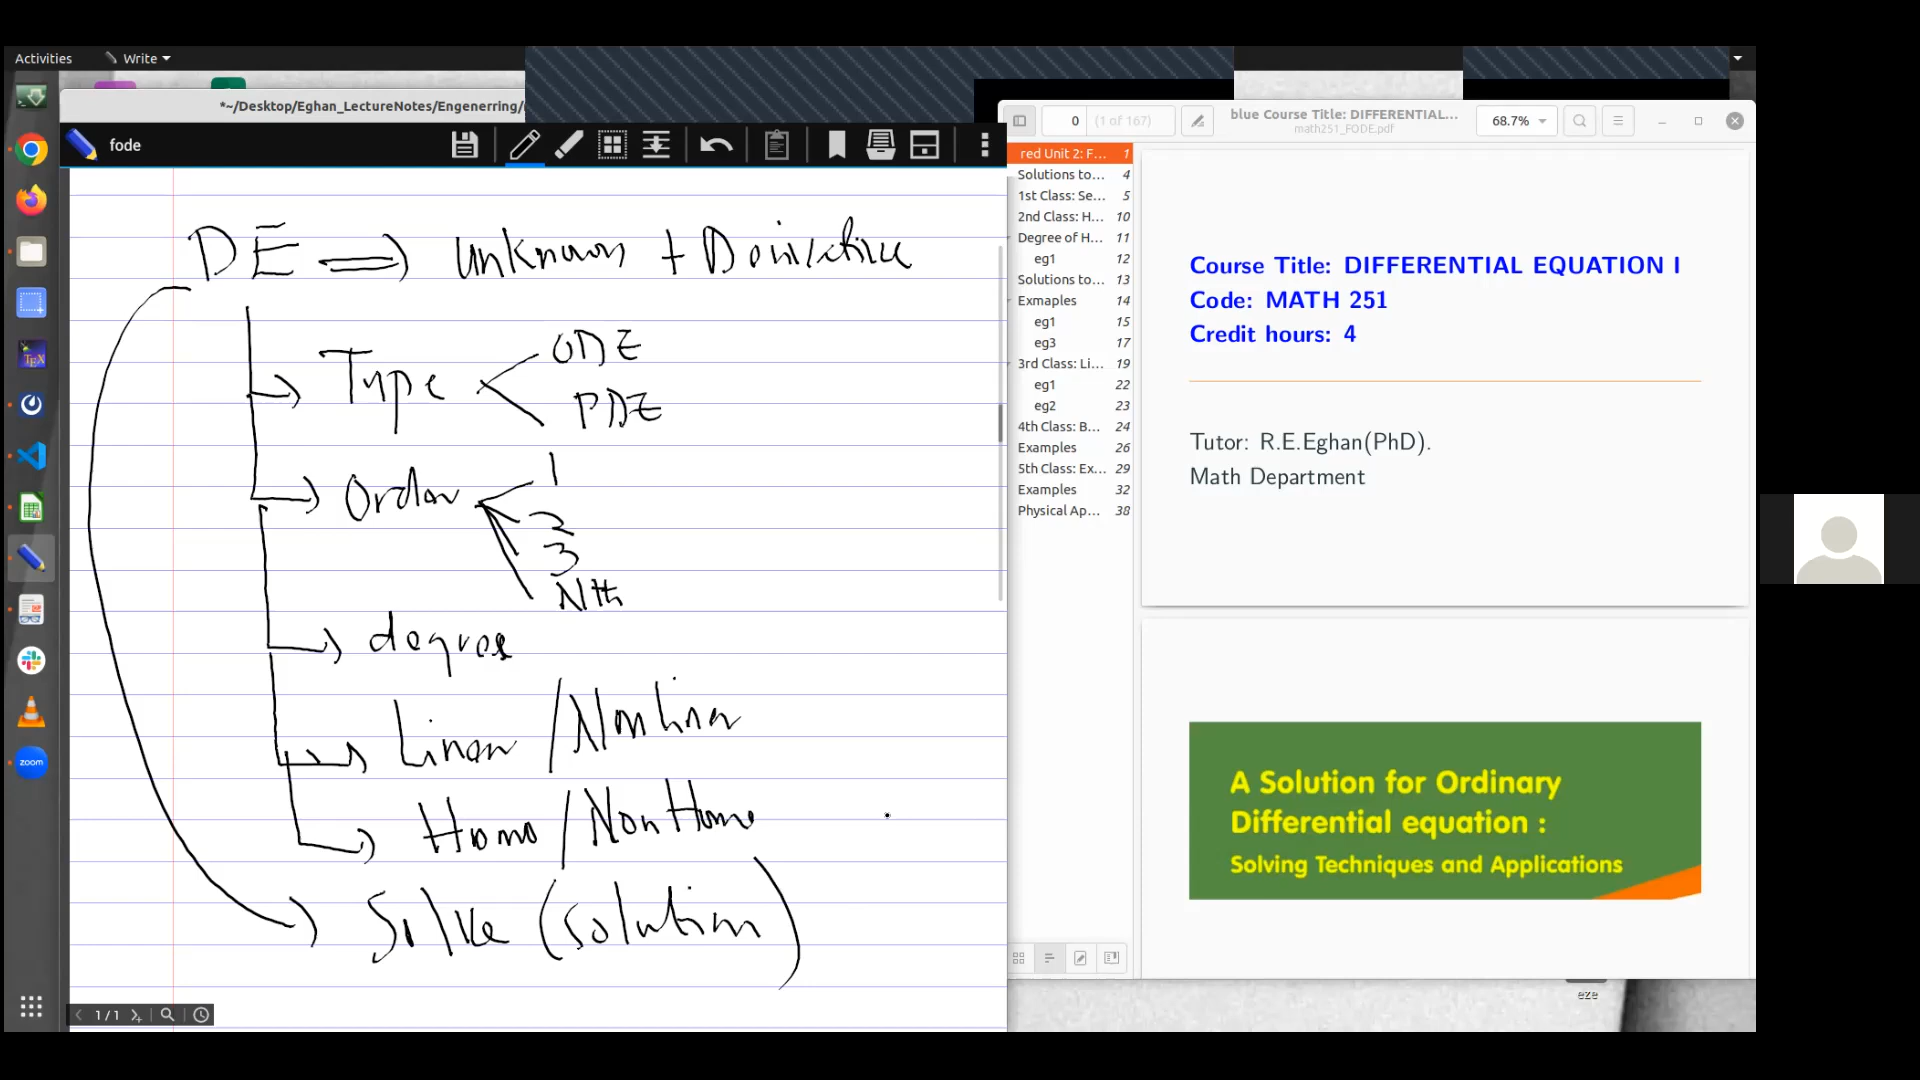 Activities
Write
*~/Desktop/Eghan_LectureNotes/Engenerring/
fode
DE ⟹ Unknown + Derivative
Type
ODE
PDE
Order
1
2
3
Nth
degree
Linear / NonLinear
Homo / NonHomo
Solve (Solution)
1/1
zoom
0 (1 of 167)
blue Course Title: DIFFERENTIAL...
math251_FODE.pdf
68.7%
red Unit 2: F... 1
Solutions to... 4
1st Class: Se... 5
2nd Class: H... 10
Degree of H... 11
eg1 12
Solutions to... 13
Exmaples 14
eg1 15
eg3 17
3rd Class: Li... 19
eg1 22
eg2 23
4th Class: B... 24
Examples 26
5th Class: Ex... 29
Examples 32
Physical Ap... 38
Course Title: DIFFERENTIAL EQUATION I
Code: MATH 251
Credit hours: 4
Tutor: R.E.Eghan(PhD).
Math Department
A Solution for Ordinary
Differential equation :
Solving Techniques and Applications
eze